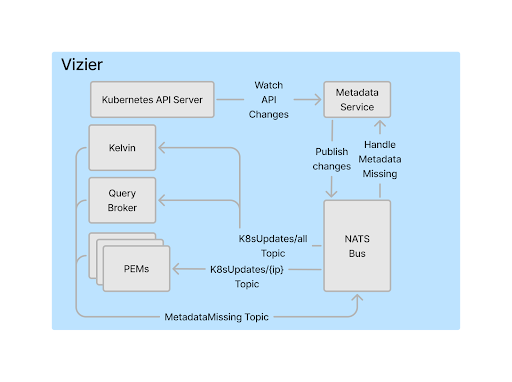 Vizier
Kubernetes API Server
Watch
API
Changes
Metadata
Service
Kelvin
Publish
changes
Handle
Metadata
Missing
Query
Broker
K8sUpdates/all
Topic
NATS
Bus
PEMs
K8sUpdates/{ip}
Topic
MetadataMissing Topic